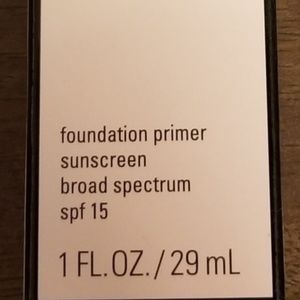 foundation primer
sunscreen
broad spectrum
spf 15
1 FL.OZ./29 mL